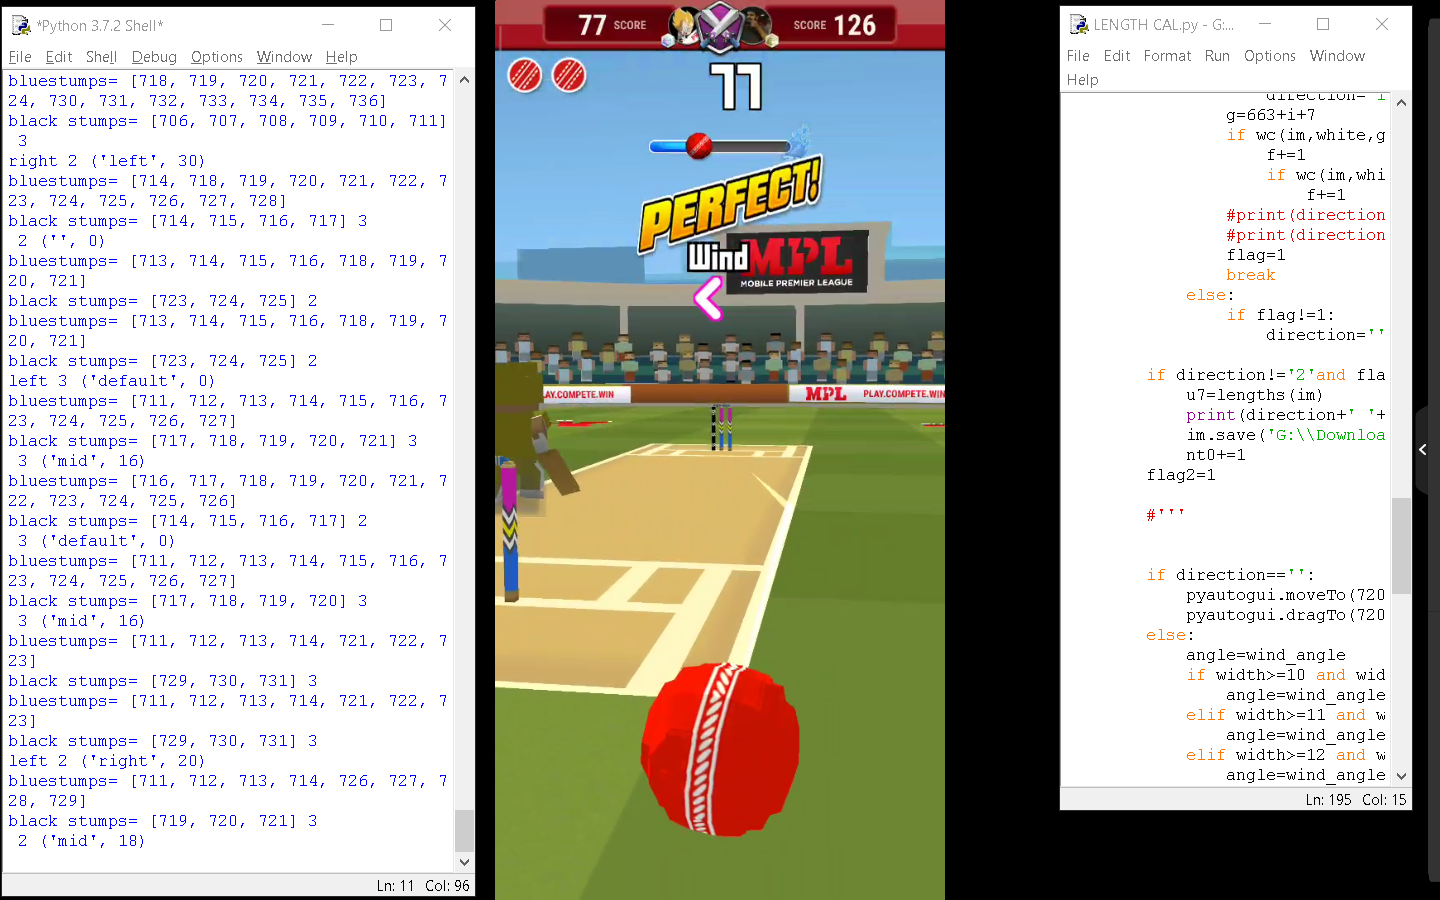 *Python 3.7.2 Shell*
File Edit Shell Debug Options Window Help
bluestumps= [718, 719, 720, 721, 722, 723, 7
24, 730, 731, 732, 733, 734, 735, 736]
black stumps= [706, 707, 708, 709, 710, 711]
3
right 2 ('left', 30)
bluestumps= [714, 718, 719, 720, 721, 722, 7
23, 724, 725, 726, 727, 728]
black stumps= [714, 715, 716, 717] 3
2 ('', 0)
bluestumps= [713, 714, 715, 716, 718, 719, 7
20, 721]
black stumps= [723, 724, 725] 2
bluestumps= [713, 714, 715, 716, 718, 719, 7
20, 721]
black stumps= [723, 724, 725] 2
left 3 ('default', 0)
bluestumps= [711, 712, 713, 714, 715, 716, 7
23, 724, 725, 726, 727]
black stumps= [717, 718, 719, 720, 721] 3
3 ('mid', 16)
bluestumps= [716, 717, 718, 719, 720, 721, 7
22, 723, 724, 725, 726]
black stumps= [714, 715, 716, 717] 2
3 ('default', 0)
bluestumps= [711, 712, 713, 714, 715, 716, 7
23, 724, 725, 726, 727]
black stumps= [717, 718, 719, 720] 3
3 ('mid', 16)
bluestumps= [711, 712, 713, 714, 721, 722, 7
23]
black stumps= [729, 730, 731] 3
bluestumps= [711, 712, 713, 714, 721, 722, 7
23]
black stumps= [729, 730, 731] 3
left 2 ('right', 20)
bluestumps= [711, 712, 713, 714, 726, 727, 7
28, 729]
black stumps= [719, 720, 721] 3
2 ('mid', 18)
Ln: 11 Col: 96
77 SCORE
SCORE 126
77
PERFECT!
Wind
MPL
MOBILE PREMIER LEAGUE
PLAY.COMPETE.WIN
MPL
PLAY.COMPETE.WIN
LENGTH CAL.py - G:...
File Edit Format Run Options Window
Help
direction='i
g=663+i+7
if wc(im,white,g
f+=1
if wc(im,whi
f+=1
#print(direction
#print(direction
flag=1
break
else:
if flag!=1:
direction=''
if direction!='2'and fla
u7=lengths(im)
print(direction+' '+
im.save('G:\\Downloa
nt0+=1
flag2=1
#'''
if direction=='':
pyautogui.moveTo(720
pyautogui.dragTo(720
else:
angle=wind_angle
if width>=10 and wid
angle=wind_angle
elif width>=11 and w
angle=wind_angle
elif width>=12 and w
angle=wind_angle
Ln: 195 Col: 15